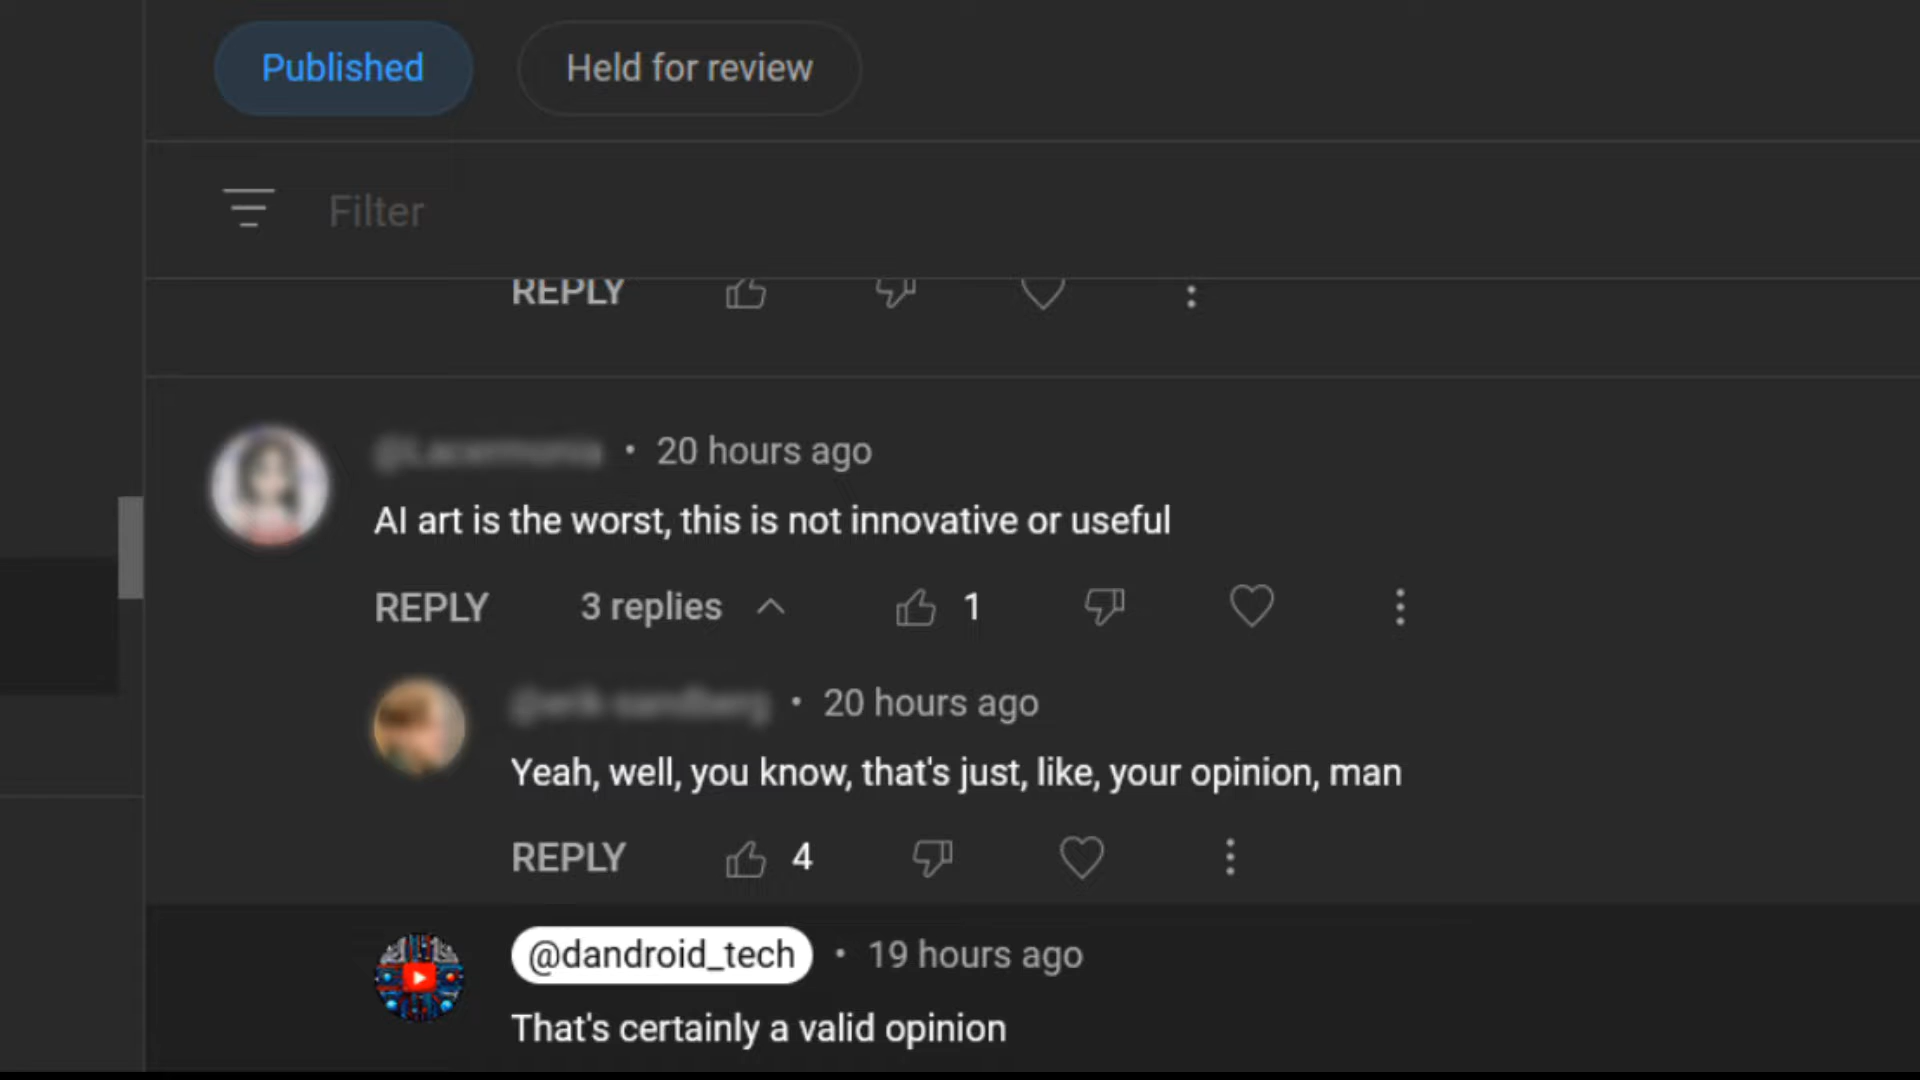 Published
Held for review
Filter
REPLY
• 20 hours ago
AI art is the worst, this is not innovative or useful
REPLY 3 replies 1
• 20 hours ago
Yeah, well, you know, that's just, like, your opinion, man
REPLY 4
@dandroid_tech • 19 hours ago
That's certainly a valid opinion